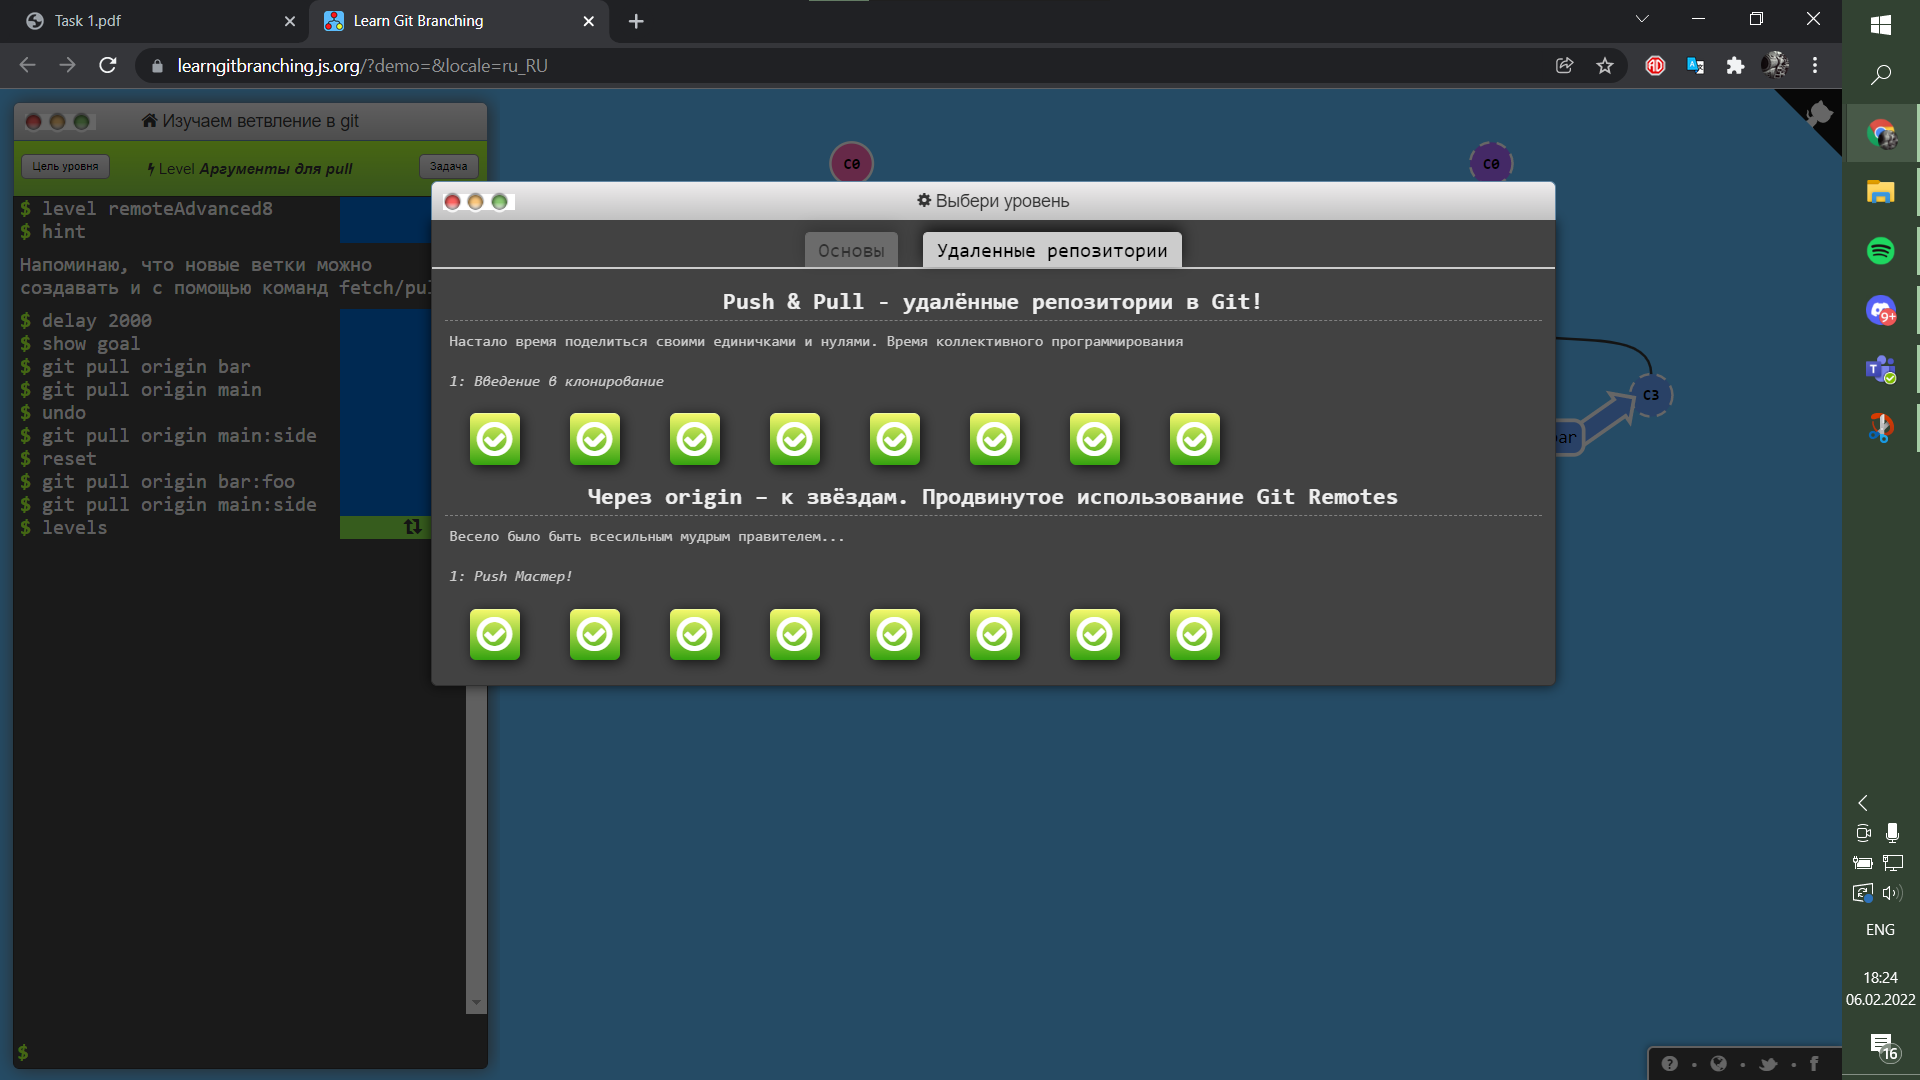 Task 1.pdf
Learn Git Branching
learngitbranching.js.org/?demo=&locale=ru_RU
AD
Изучаем ветвление в git
Цель уровня
Level Аргументы для pull
Задача
$ level remoteAdvanced8
$ hint
Напоминаю, что новые ветки можно
создавать и с помощью команд fetch/pul
$ delay 2000
$ show goal
$ git pull origin bar
$ git pull origin main
$ undo
$ git pull origin main:side
$ reset
$ git pull origin bar:foo
$ git pull origin main:side
$ levels
$
C0
C0
C3
bar
Выбери уровень
Основы
Удаленные репозитории
Push & Pull - удалённые репозитории в Git!
Настало время поделиться своими единичками и нулями. Время коллективного программирования
1: Введение в клонирование
Через origin – к звёздам. Продвинутое использование Git Remotes
Весело было быть всесильным мудрым правителем...
1: Push Мастер!
9+
T
ENG
18:24
06.02.2022
16